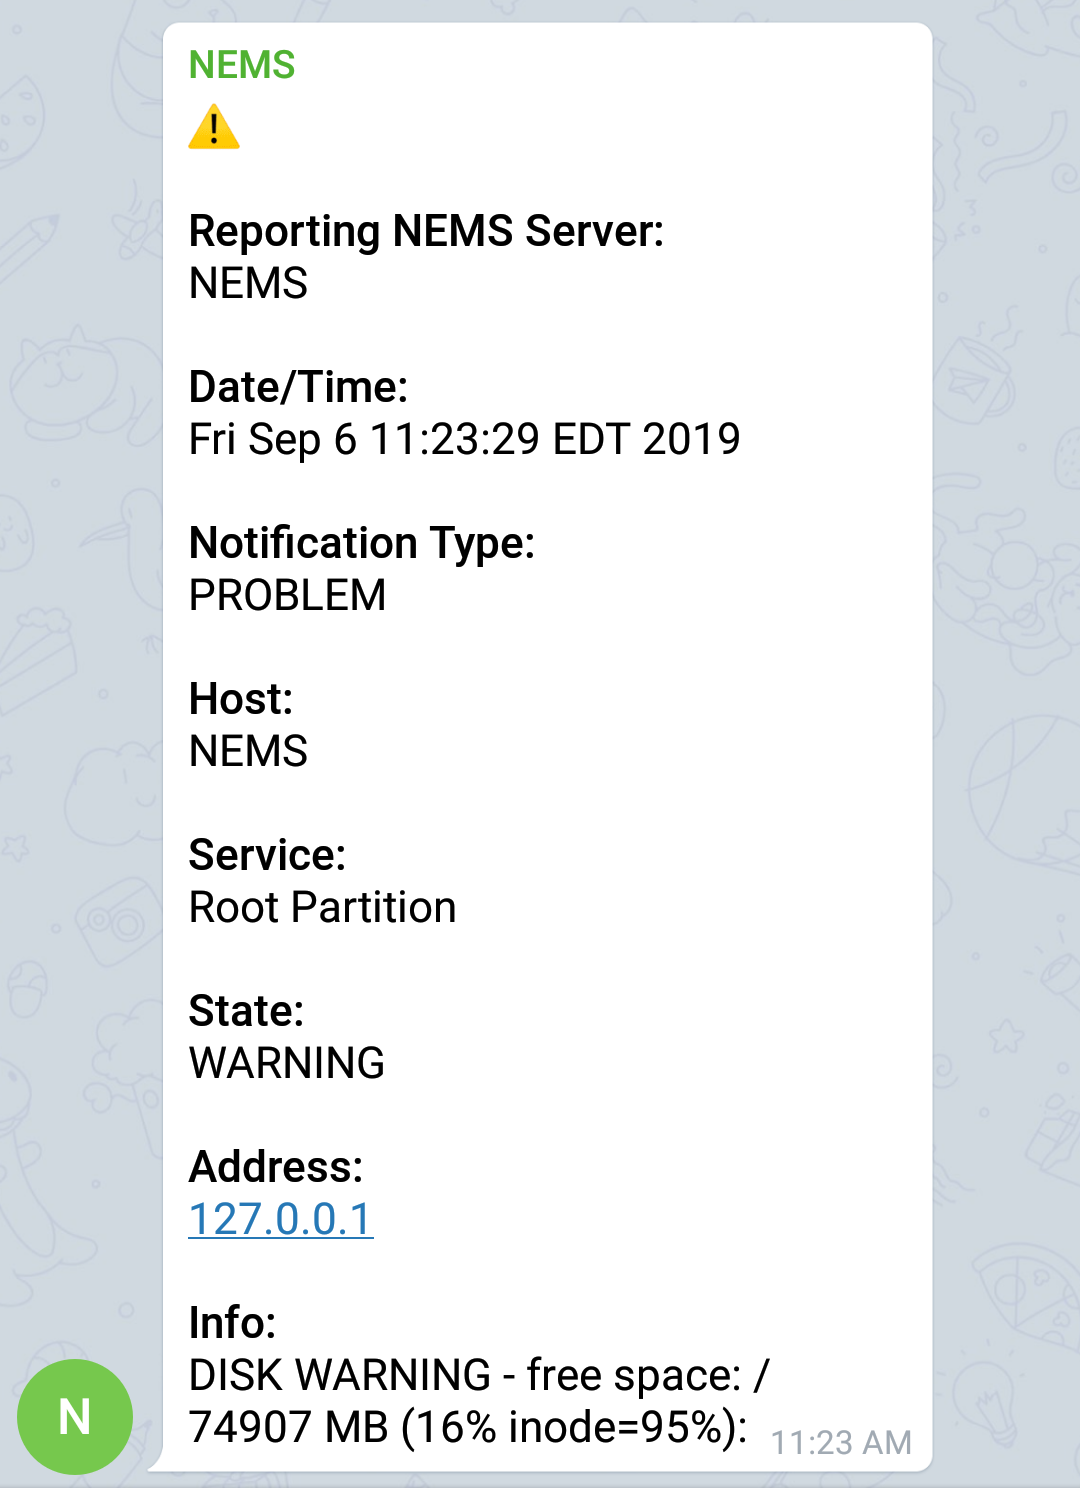 NEMS
Reporting NEMS Server:
NEMS
Date/Time:
Fri Sep 6 11:23:29 EDT 2019
Notification Type:
PROBLEM
Host:
NEMS
Service:
Root Partition
State:
WARNING
Address:
127.0.0.1
Info:
DISK WARNING - free space: /
74907 MB (16% inode=95%):
11:23 AM
N